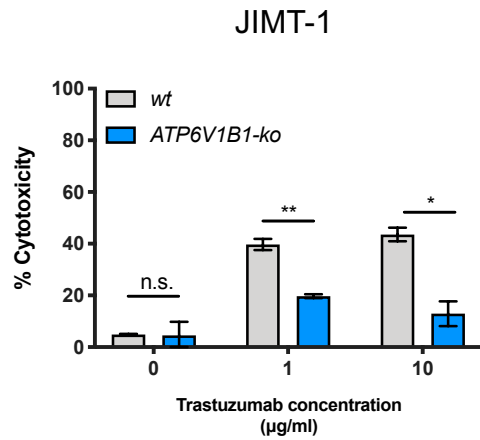 JIMT-1
100
80
60
40
20
0
% Cytotoxicity
wt
ATP6V1B1-ko
n.s.
**
*
0 1 10
Trastuzumab concentration
(µg/ml)